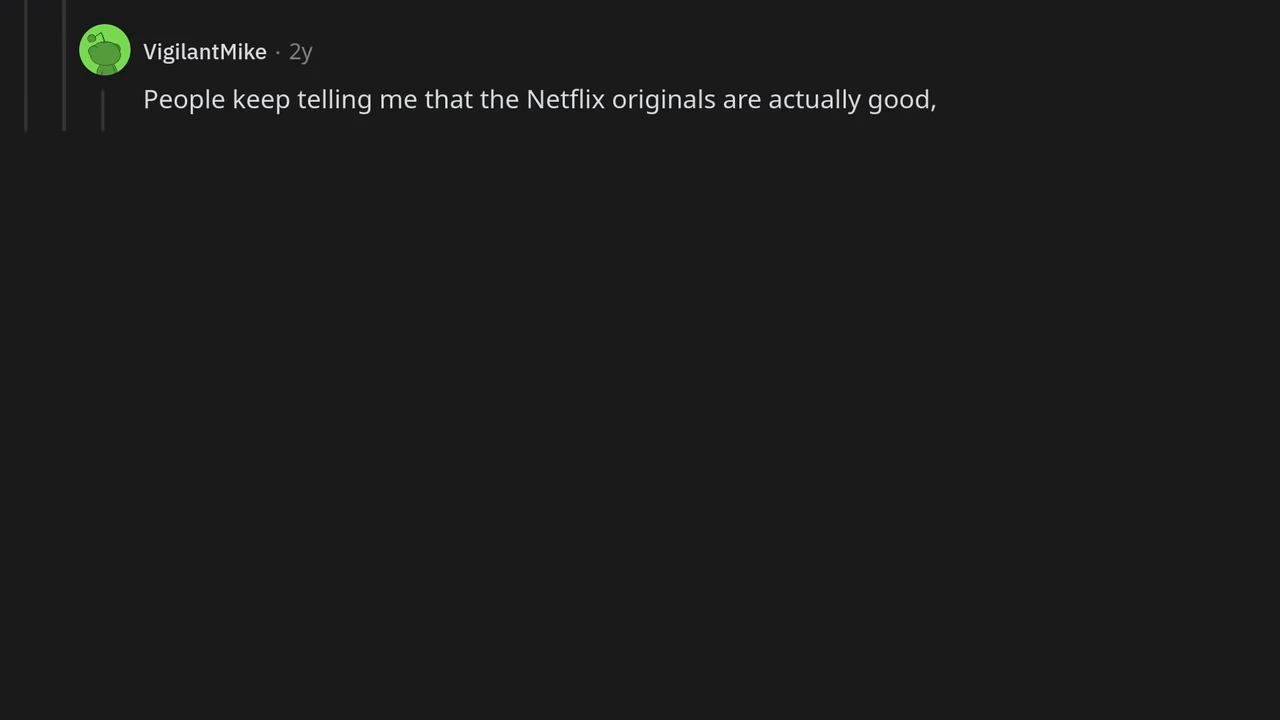 VigilantMike · 2y
People keep telling me that the Netflix originals are actually good,